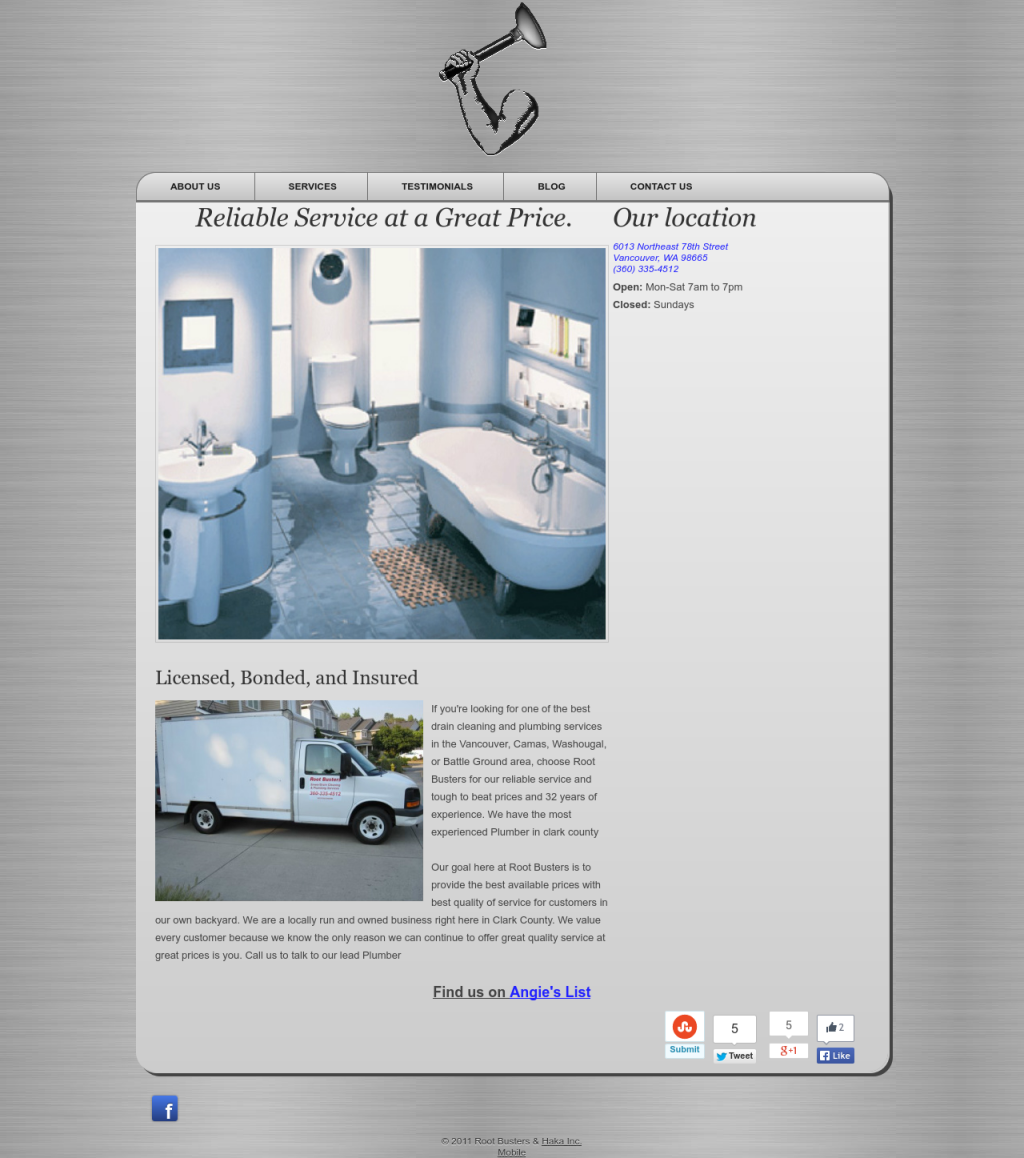 ABOUT US
SERVICES
TESTIMONIALS
BLOG
CONTACT US
Reliable Service at a Great Price.
Our location
6013 Northeast 78th Street
Vancouver, WA 98665
(360) 335-4512
Open: Mon-Sat 7am to 7pm
Closed: Sundays
Licensed, Bonded, and Insured
Root Busters
360-335-4512
If you're looking for one of the best
drain cleaning and plumbing services
in the Vancouver, Camas, Washougal,
or Battle Ground area, choose Root
Busters for our reliable service and
tough to beat prices and 32 years of
experience. We have the most
experienced Plumber in clark county
Our goal here at Root Busters is to
provide the best available prices with
best quality of service for customers in
our own backyard. We are a locally run and owned business right here in Clark County. We value
every customer because we know the only reason we can continue to offer great quality service at
great prices is you. Call us to talk to our lead Plumber
Find us on Angie's List
Submit
5
Tweet
5
g+1
2
Like
f
© 2011 Root Busters & Haka Inc.
Mobile